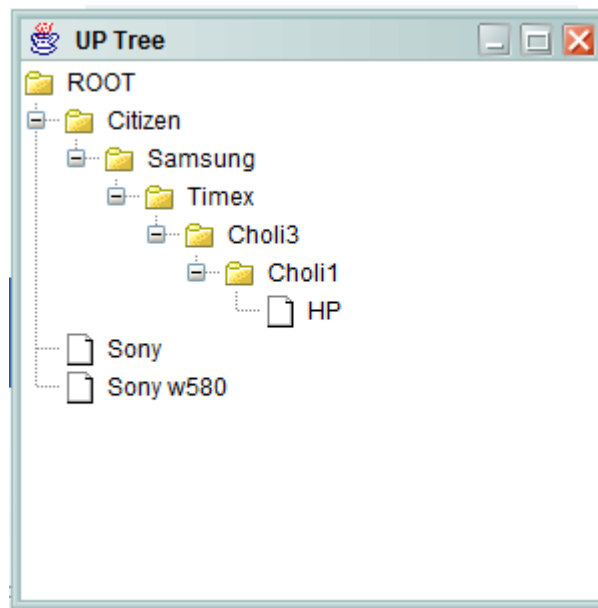 UP Tree
ROOT
Citizen
Samsung
Timex
Choli3
Choli1
HP
Sony
Sony w580